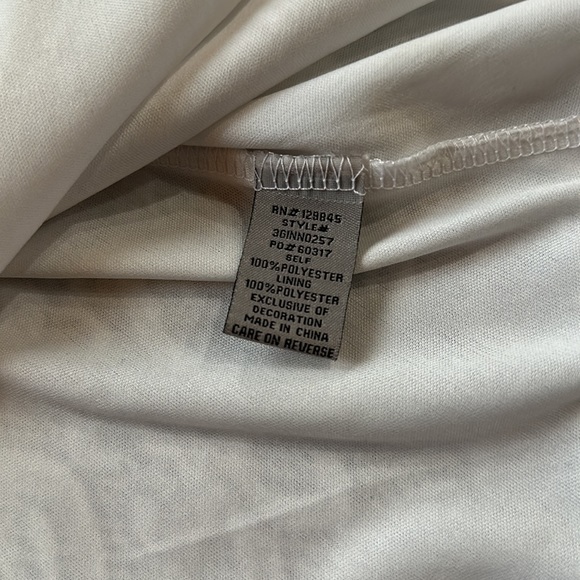 RN# 128845
STYLE#
3GINN0257
PO# 60317
SELF
100%POLYESTER
LINING
100%POLYESTER
EXCLUSIVE OF
DECORATION
MADE IN CHINA
CARE ON REVERSE